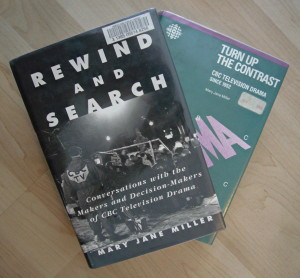 REWIND
AND
SEARCH
Conversations with the
Makers and Decision-Makers
of CBC Television Drama
MARY JANE MILLER
TURN UP
THE CONTRAST
CBC TELEVISION DRAMA
SINCE 1952
MA
C
C